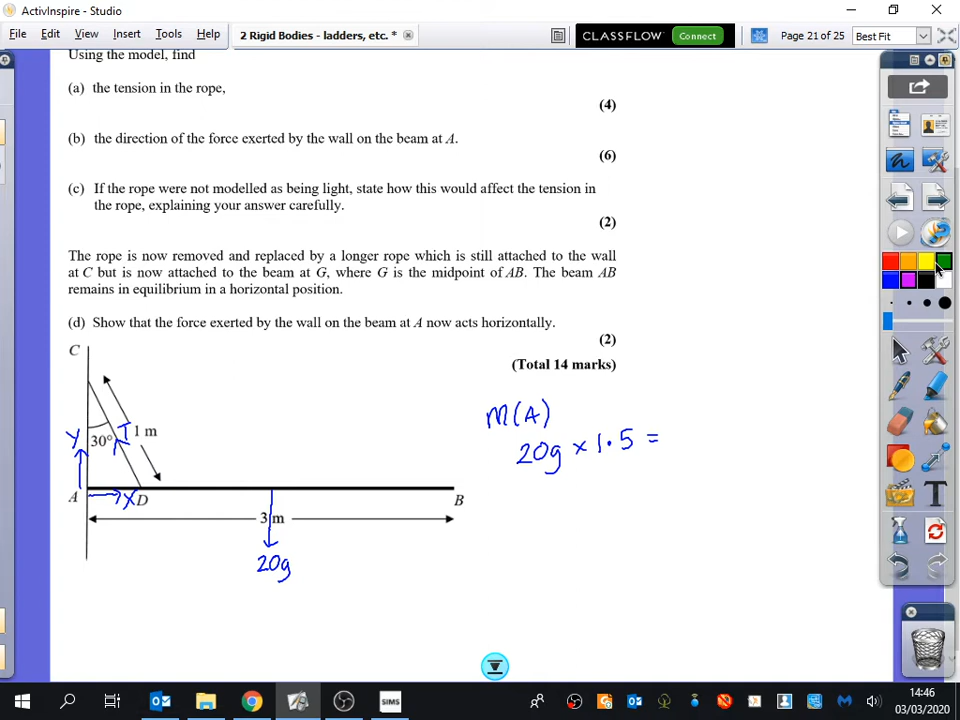 ActivInspire - Studio
File Edit View Insert Tools Help
2 Rigid Bodies - ladders, etc. *
CLASSFLOW Connect
Page 21 of 25
Best Fit
Using the model, find
(a) the tension in the rope,
(4)
(b) the direction of the force exerted by the wall on the beam at A.
(6)
(c) If the rope were not modelled as being light, state how this would affect the tension in
the rope, explaining your answer carefully.
(2)
The rope is now removed and replaced by a longer rope which is still attached to the wall
at C but is now attached to the beam at G, where G is the midpoint of AB. The beam AB
remains in equilibrium in a horizontal position.
(d) Show that the force exerted by the wall on the beam at A now acts horizontally.
(2)
(Total 14 marks)
C
M(A)
Y 30° T 1 m
20g × 1.5 =
A X D B
3 m
20g
SIMS
14:46
03/03/2020